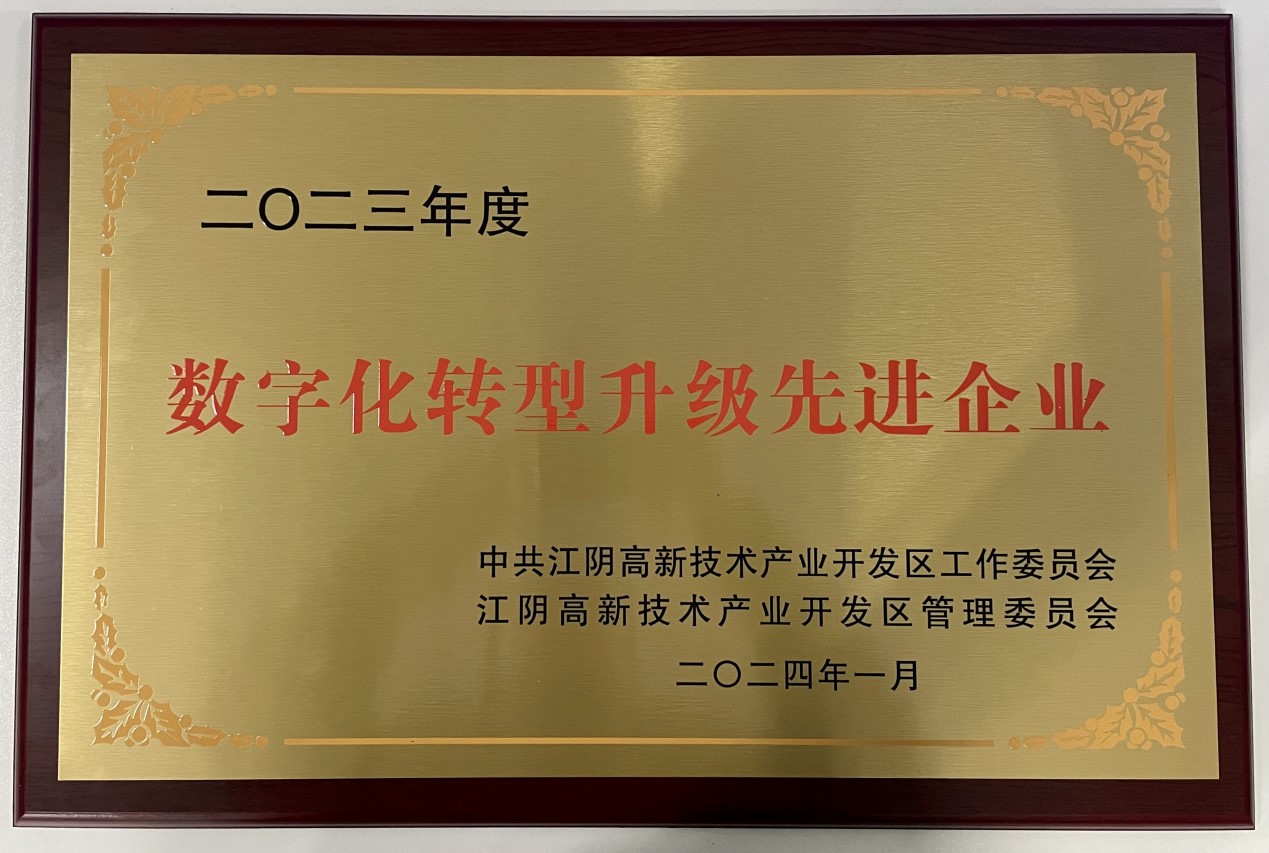 二〇二三年度
数字化转型升级先进企业
中共江阴高新技术产业开发区工作委员会
江阴高新技术产业开发区管理委员会
二〇二四年一月